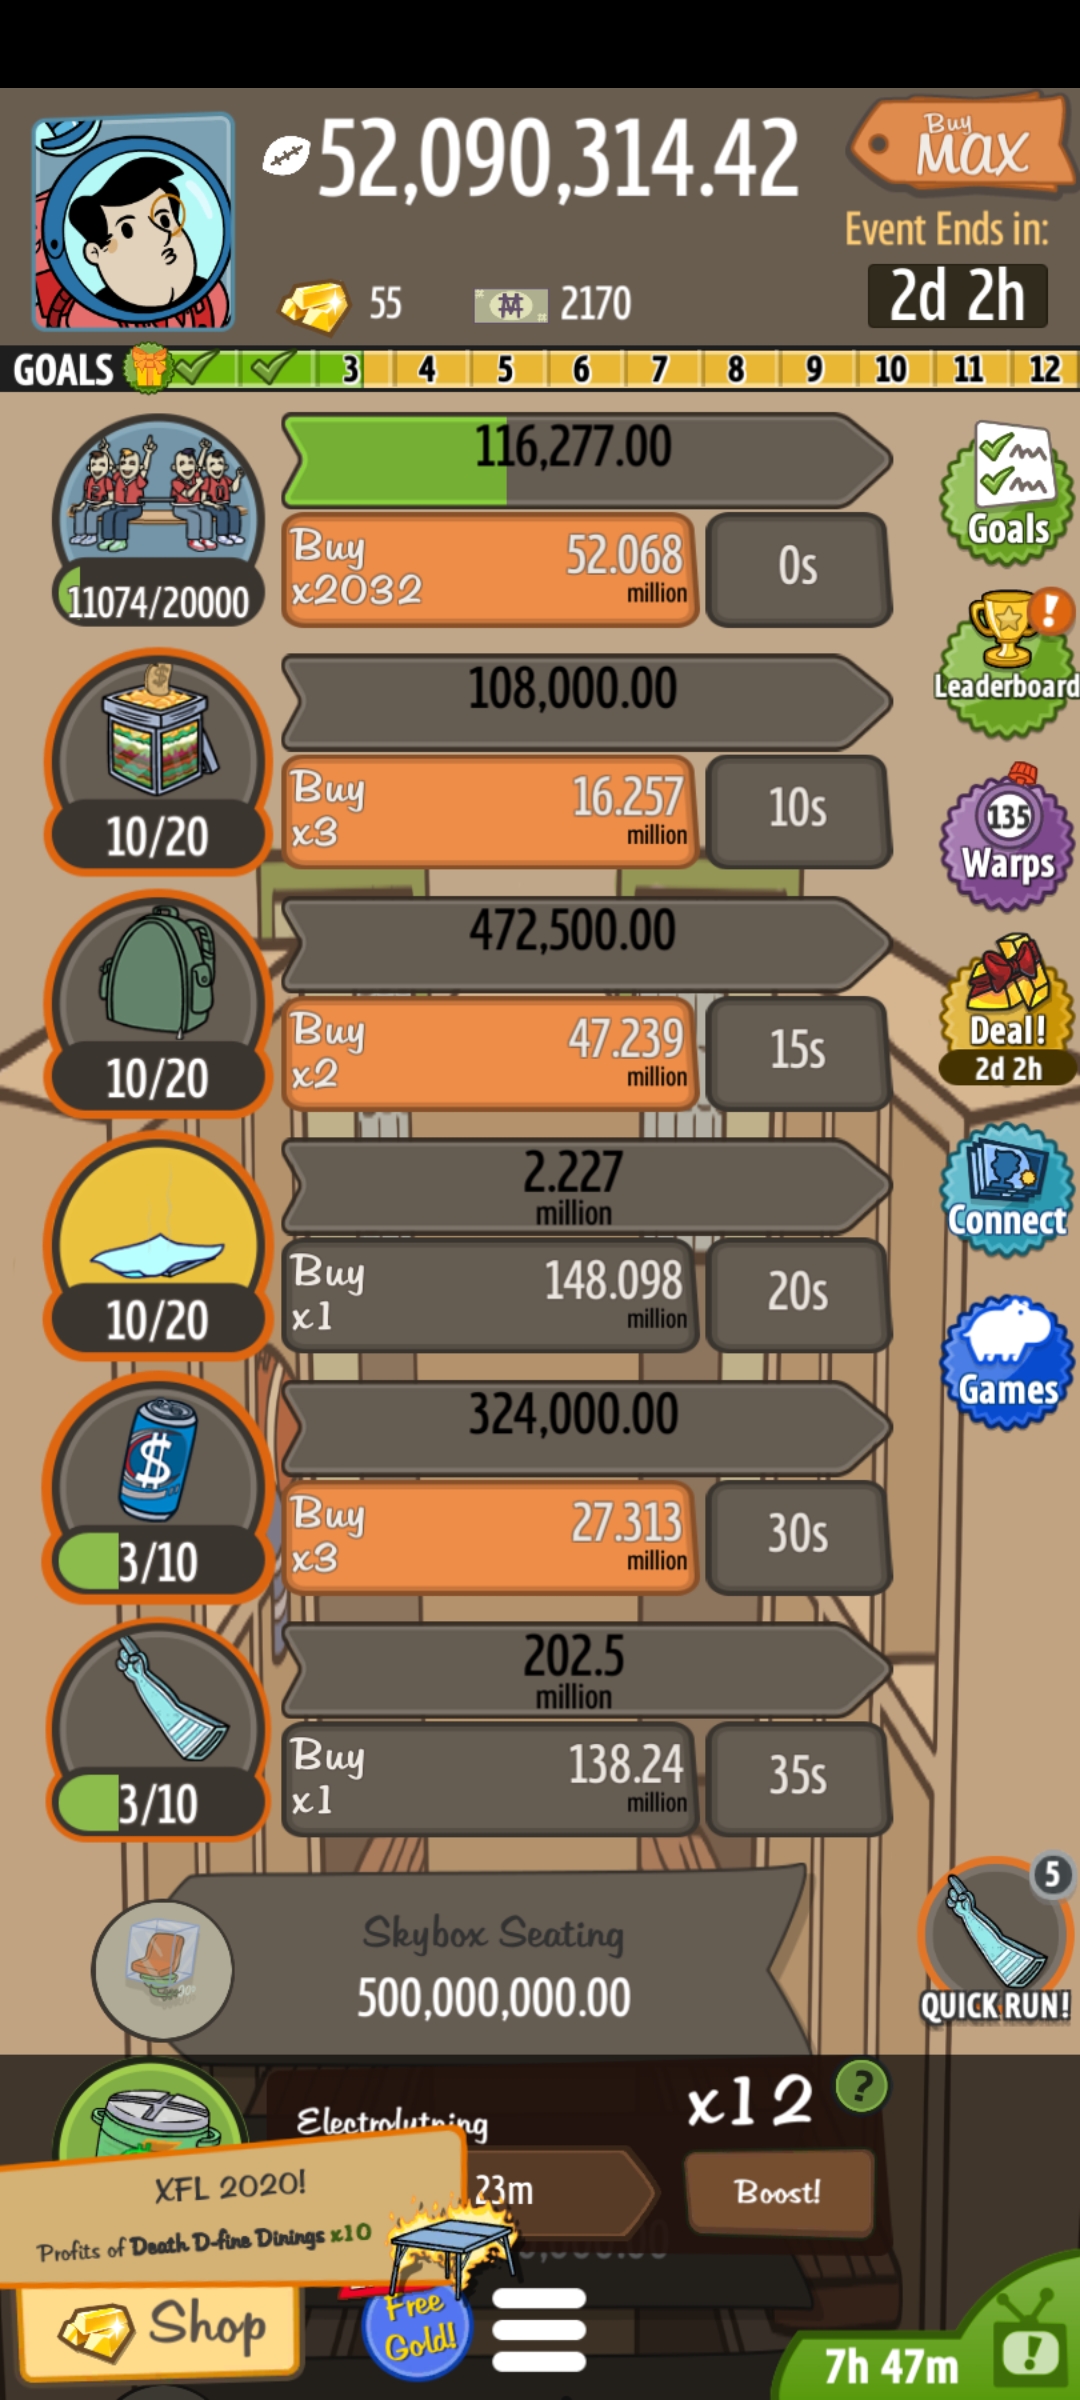 52,090,314.42
Buy
MAX
Event Ends in:
55
2170
2d 2h
GOALS 3 4 5 6 7 8 9 10 11 12
116,277.00
Buy
x2032
52.068
million
0s
11074/20000
108,000.00
Buy
x3
16.257
million
10s
10/20
472,500.00
Buy
x2
47.239
million
15s
10/20
2.227
million
Buy
x1
148.098
million
20s
10/20
324,000.00
Buy
x3
27.313
million
30s
3/10
202.5
million
Buy
x1
138.24
million
35s
3/10
Goals
Leaderboard
135
Warps
Deal!
2d 2h
Connect
Games
5
QUICK RUN!
Skybox Seating
500,000,000.00
x12
?
23m
Boost!
XFL 2020!
Profits of Death D-fine Dinings x10
Shop
Free
Gold!
7h 47m